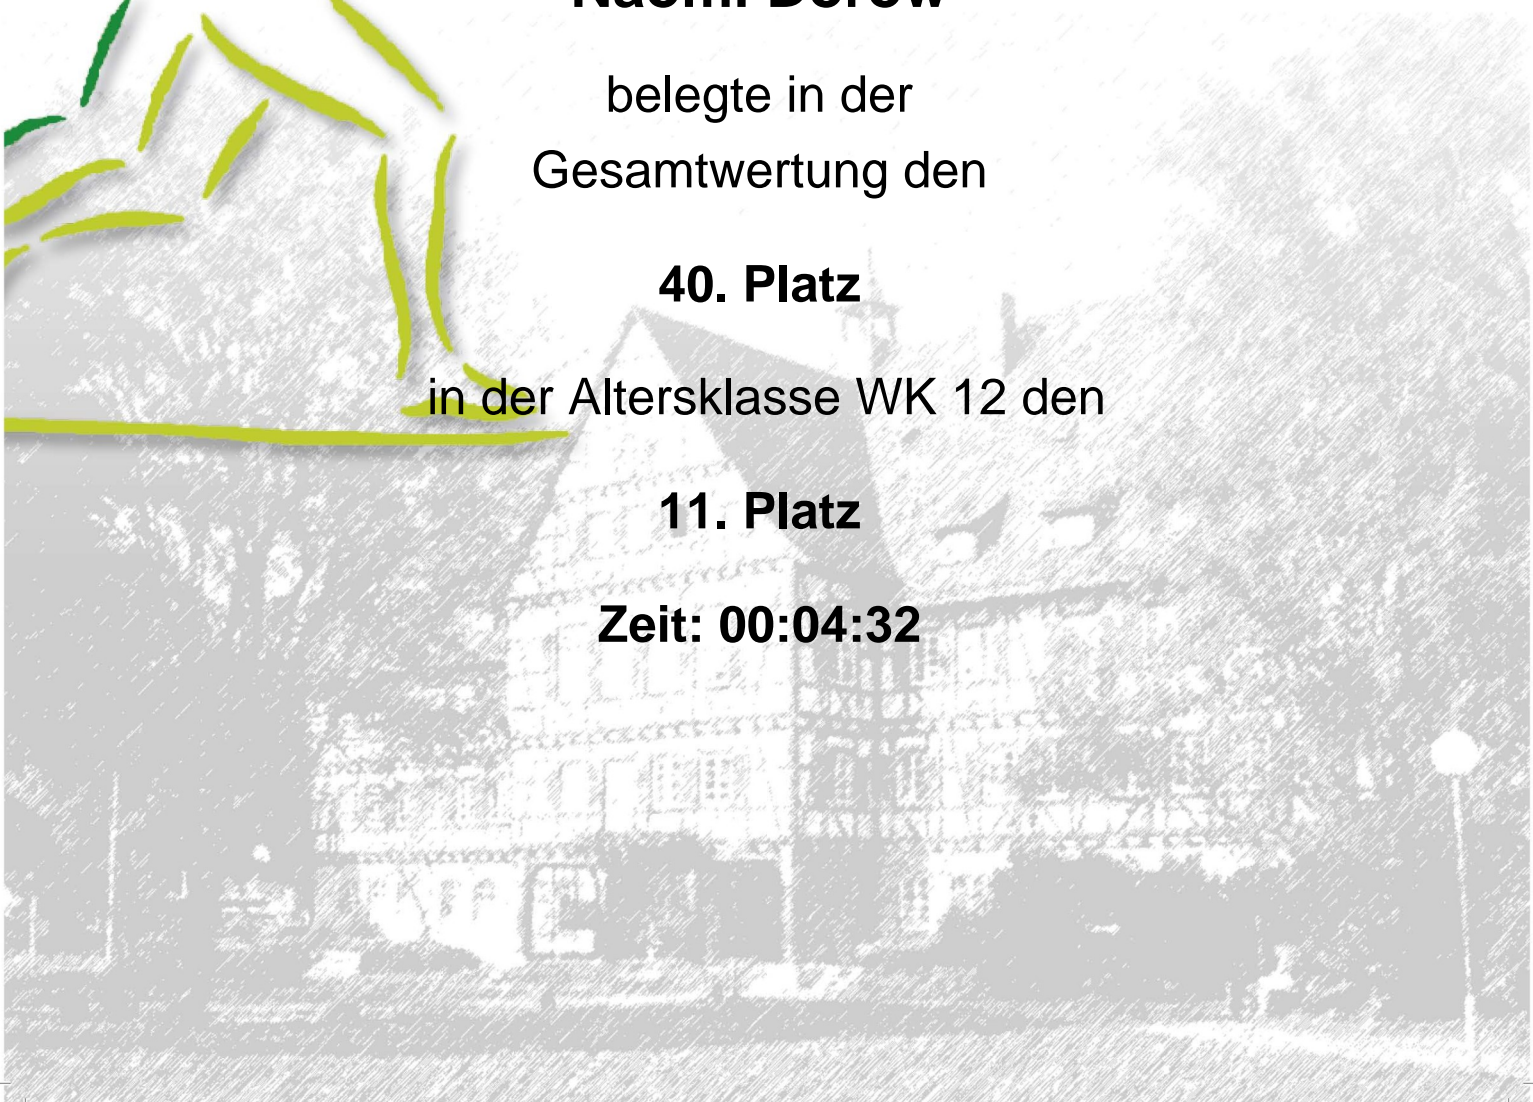 belegte in der
Gesamtwertung den
40. Platz
in der Altersklasse WK 12 den
11. Platz
Zeit: 00:04:32